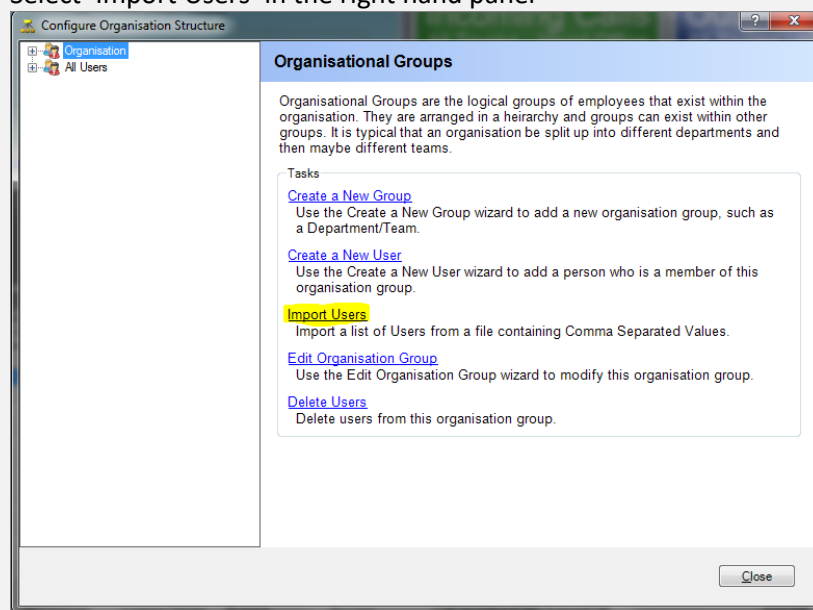 Select 'Import Users' in the right hand panel
Configure Organisation Structure
Organisation
All Users
Organisational Groups
Organisational Groups are the logical groups of employees that exist within the
organisation. They are arranged in a heirarchy and groups can exist within other
groups. It is typical that an organisation be split up into different departments and
then maybe different teams.
Tasks
Create a New Group
Use the Create a New Group wizard to add a new organisation group, such as
a Department/Team.
Create a New User
Use the Create a New User wizard to add a person who is a member of this
organisation group.
Import Users
Import a list of Users from a file containing Comma Separated Values.
Edit Organisation Group
Use the Edit Organisation Group wizard to modify this organisation group.
Delete Users
Delete users from this organisation group.
Close